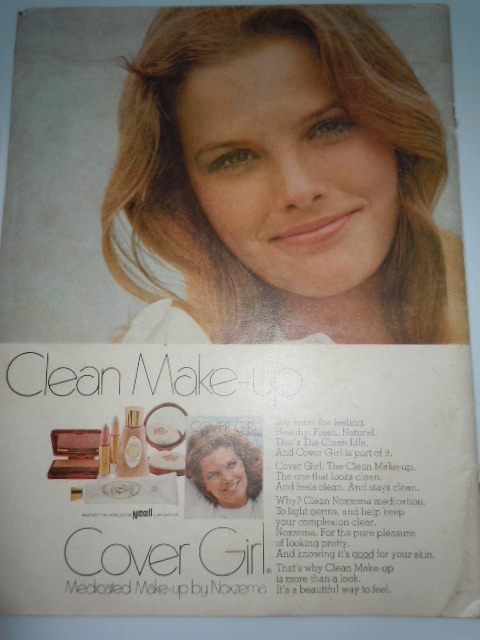 Clean Make-up
COVER GIRL
You know the feeling.
Healthy. Fresh. Natural.
That's The Clean Life.
And Cover Girl is part of it.
Cover Girl. The Clean Make-up.
The one that looks clean.
And feels clean. And stays clean.
Why? Clean Noxzema medication.
To fight germs, and help keep
your complexion clear.
Noxzema. For the pure pleasure
of looking pretty.
And knowing it's good for your skin.
That's why Clean Make-up
is more than a look.
It's a beautiful way to feel.
Noxell CORPORATION
Cover Girl®
Medicated Make-up by Noxzema